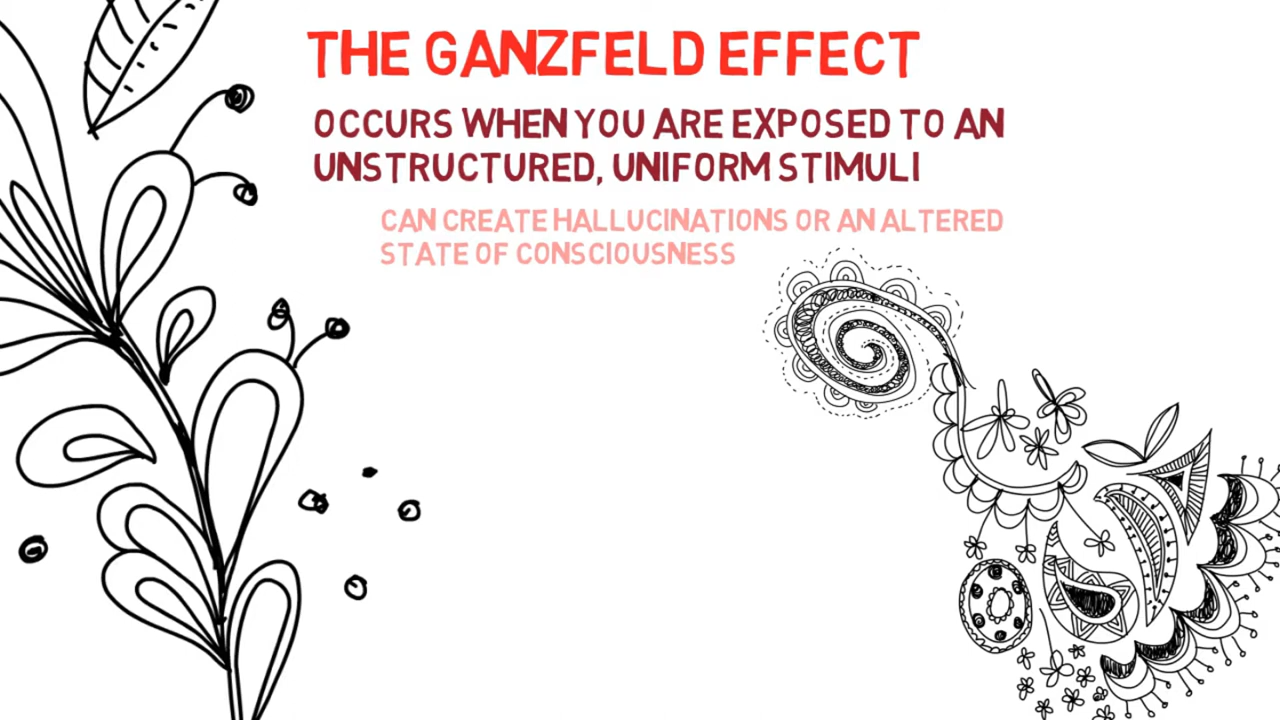 THE GANZFELD EFFECT
OCCURS WHEN YOU ARE EXPOSED TO AN
UNSTRUCTURED, UNIFORM STIMULI
CAN CREATE HALLUCINATIONS OR AN ALTERED
STATE OF CONSCIOUSNESS